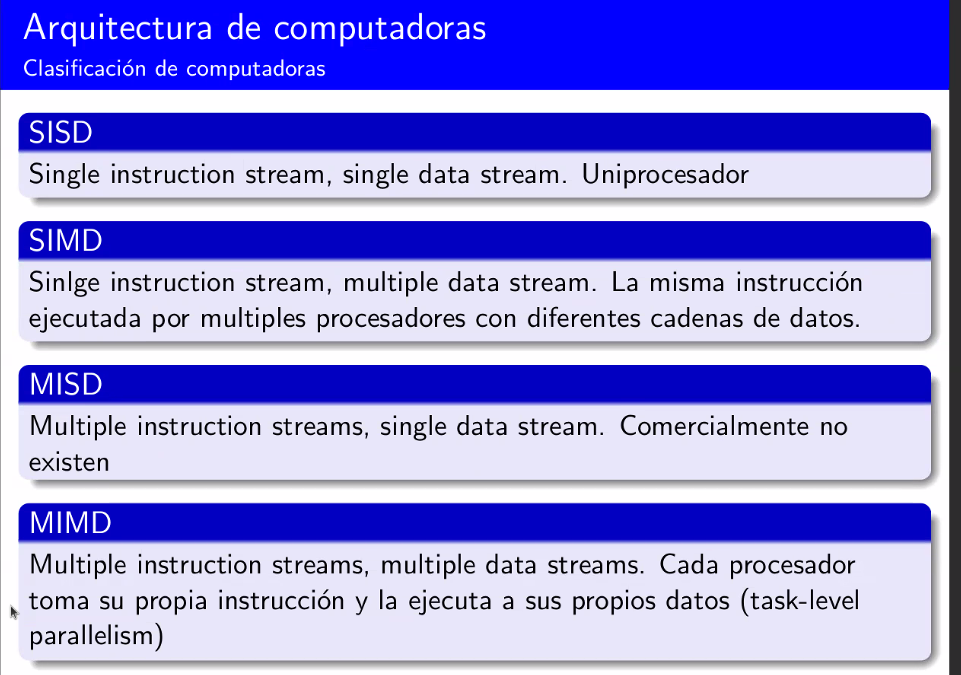 Arquitectura de computadoras
Clasificación de computadoras
SISD
Single instruction stream, single data stream. Uniprocesador
SIMD
Sinlge instruction stream, multiple data stream. La misma instrucción
ejecutada por multiples procesadores con diferentes cadenas de datos.
MISD
Multiple instruction streams, single data stream. Comercialmente no
existen
MIMD
Multiple instruction streams, multiple data streams. Cada procesador
toma su propia instrucción y la ejecuta a sus propios datos (task-level
parallelism)